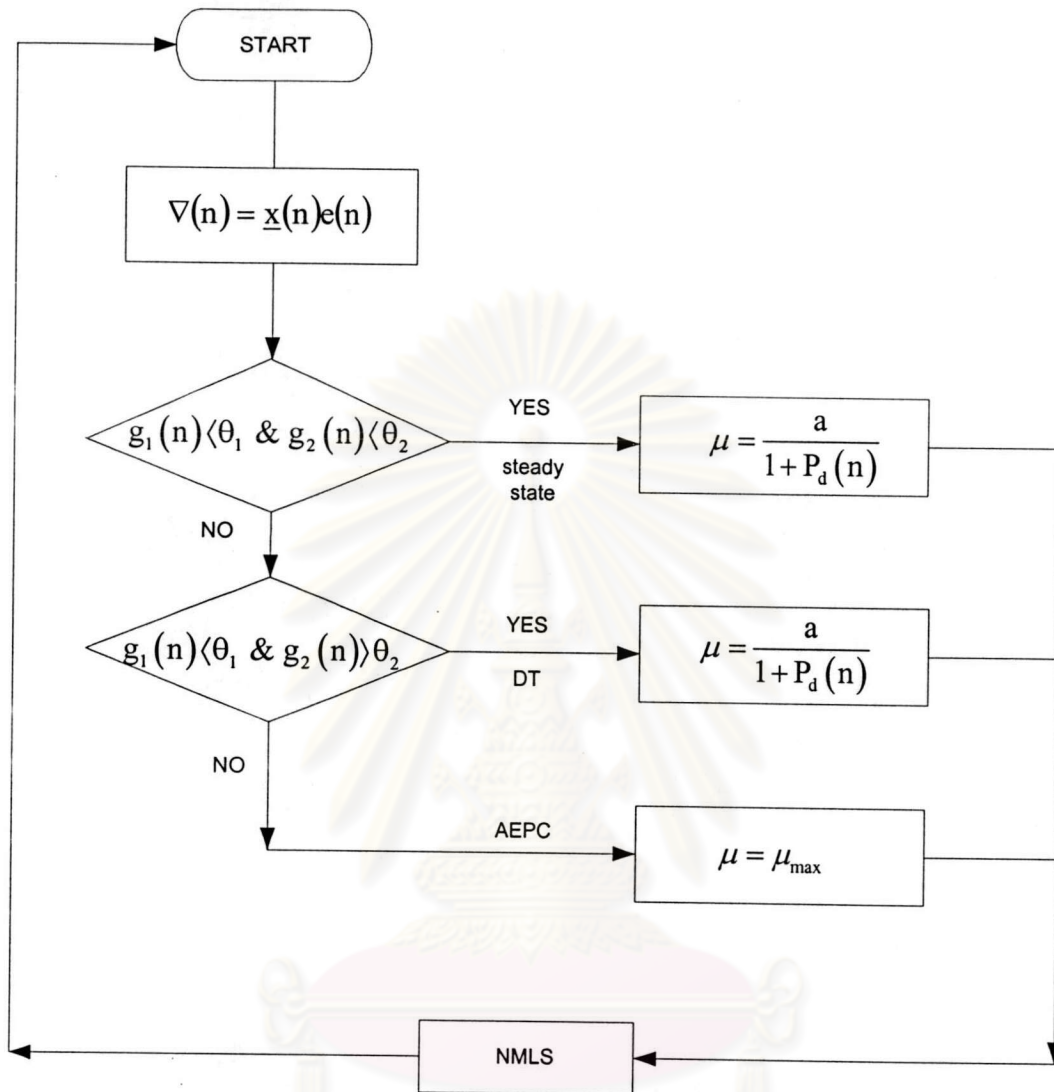 START
∇(n) = x(n)e(n)
g₁(n)⟨θ₁ & g₂(n)⟨θ₂
YES
steady
state
μ = a / (1 + P_d(n))
NO
g₁(n)⟨θ₁ & g₂(n)⟩θ₂
YES
DT
μ = a / (1 + P_d(n))
NO
AEPC
μ = μ_max
NMLS